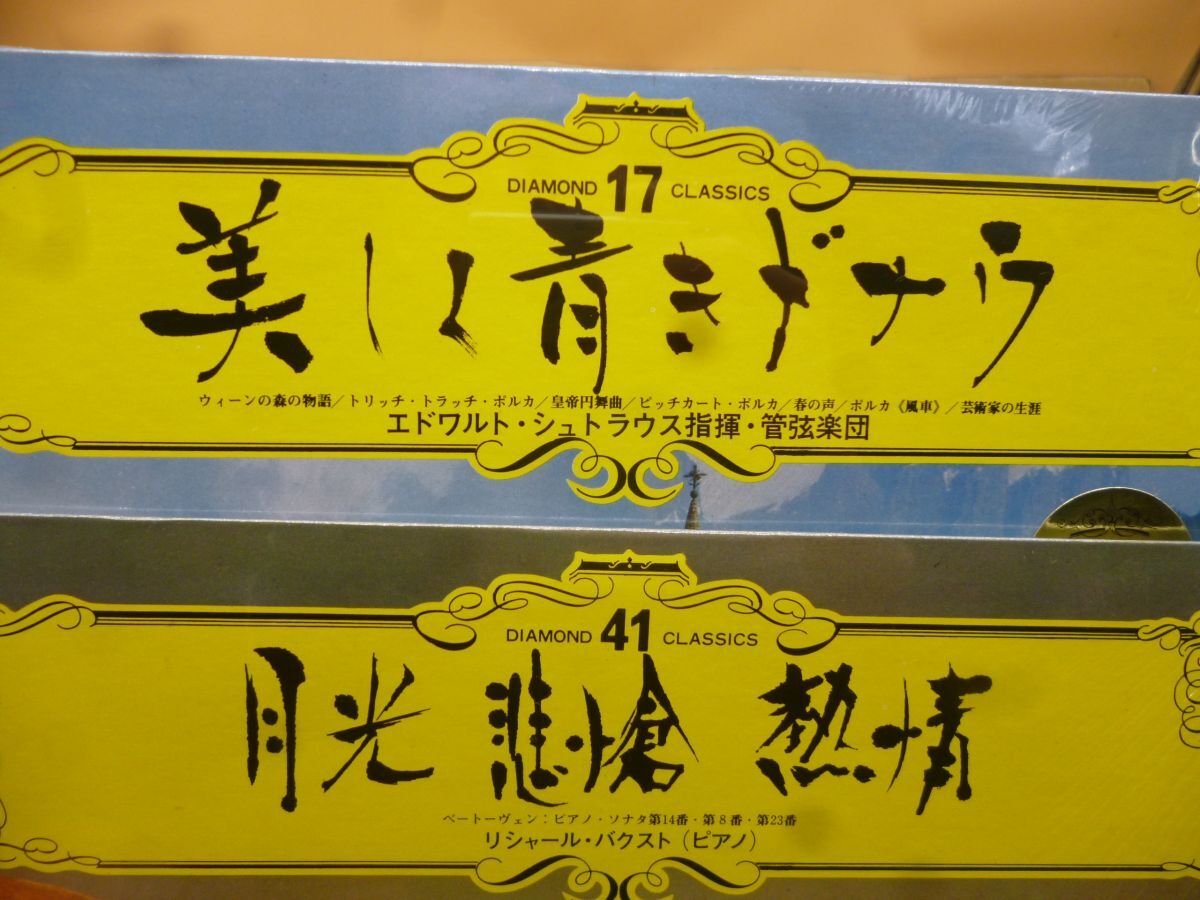 DIAMOND 17 CLASSICS
美しく青きドナウ
ウィーンの森の物語／トリッチ・トラッチ・ポルカ／皇帝円舞曲／ピッチカート・ポルカ／春の声／ポルカ《風車》／芸術家の生涯
エドワルト・シュトラウス指揮・管弦楽団
DIAMOND 41 CLASSICS
月光 悲愴 熱情
ベートーヴェン：ピアノ・ソナタ第14番・第8番・第23番
リシャール・バクスト（ピアノ）